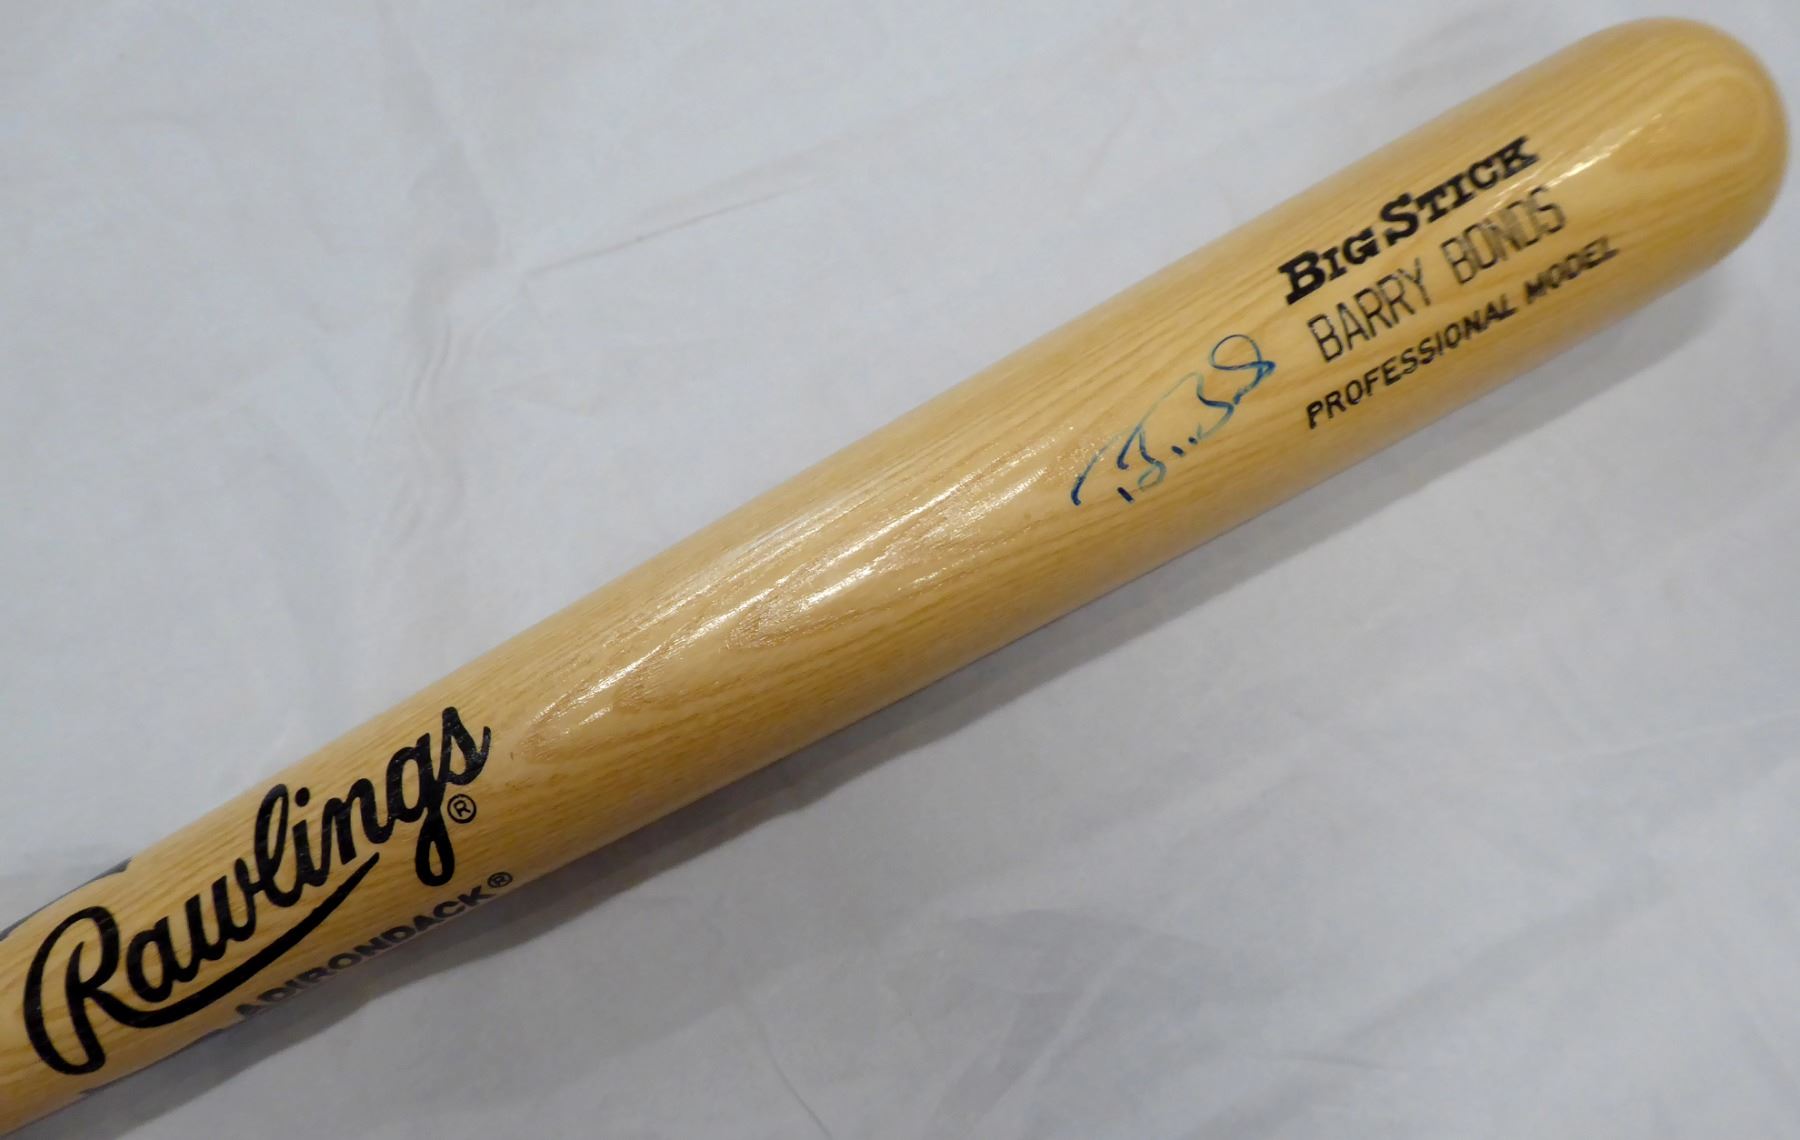 BIG STICK
BARRY BONDS
PROFESSIONAL MODEL
Rawlings ®
ADIRONDACK®